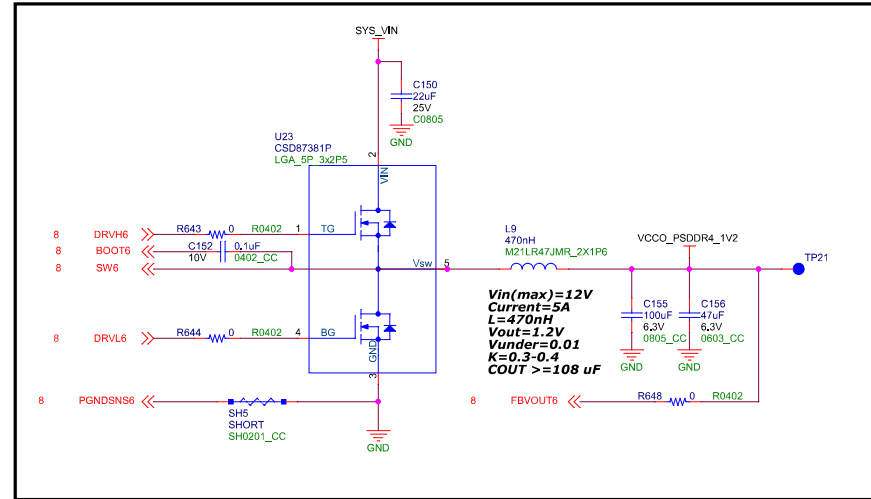 SYS_VIN
C150
22uF
25V
C0805
GND
U23
CSD87381P
LGA_5P_3x2P5
2
VIN
8 DRVH6 R643 0 R0402 1 TG
8 BOOT6 C152 0.1uF
10V 0402_CC
8 SW6 Vsw 5
L9
470nH
M21LR47JMR_2X1P6
VCCO_PSDDR4_1V2
TP21
Vin(max)=12V
Current=5A
L=470nH
Vout=1.2V
Vunder=0.01
K=0.3-0.4
COUT >=108 uF
C155
100uF
6.3V
0805_CC
GND
C156
47uF
6.3V
0603_CC
GND
8 DRVL6 R644 0 R0402 4 BG
GND
3
8 PGNDSNS6
SH5
SHORT
SH0201_CC
GND
8 FBVOUT6 R648 0 R0402